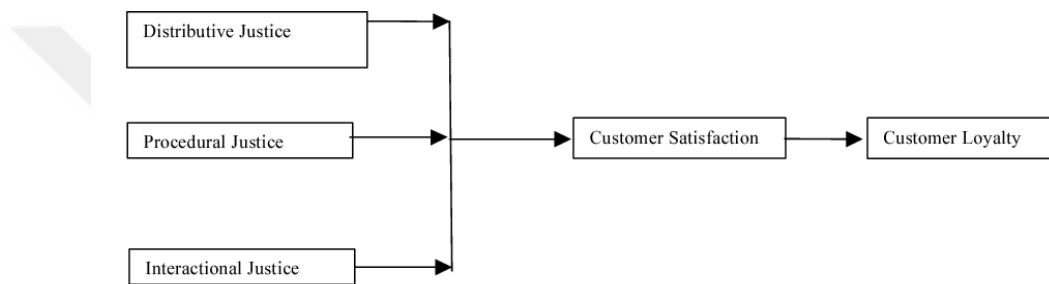 Distributive Justice
Procedural Justice
Customer Satisfaction
Customer Loyalty
Interactional Justice